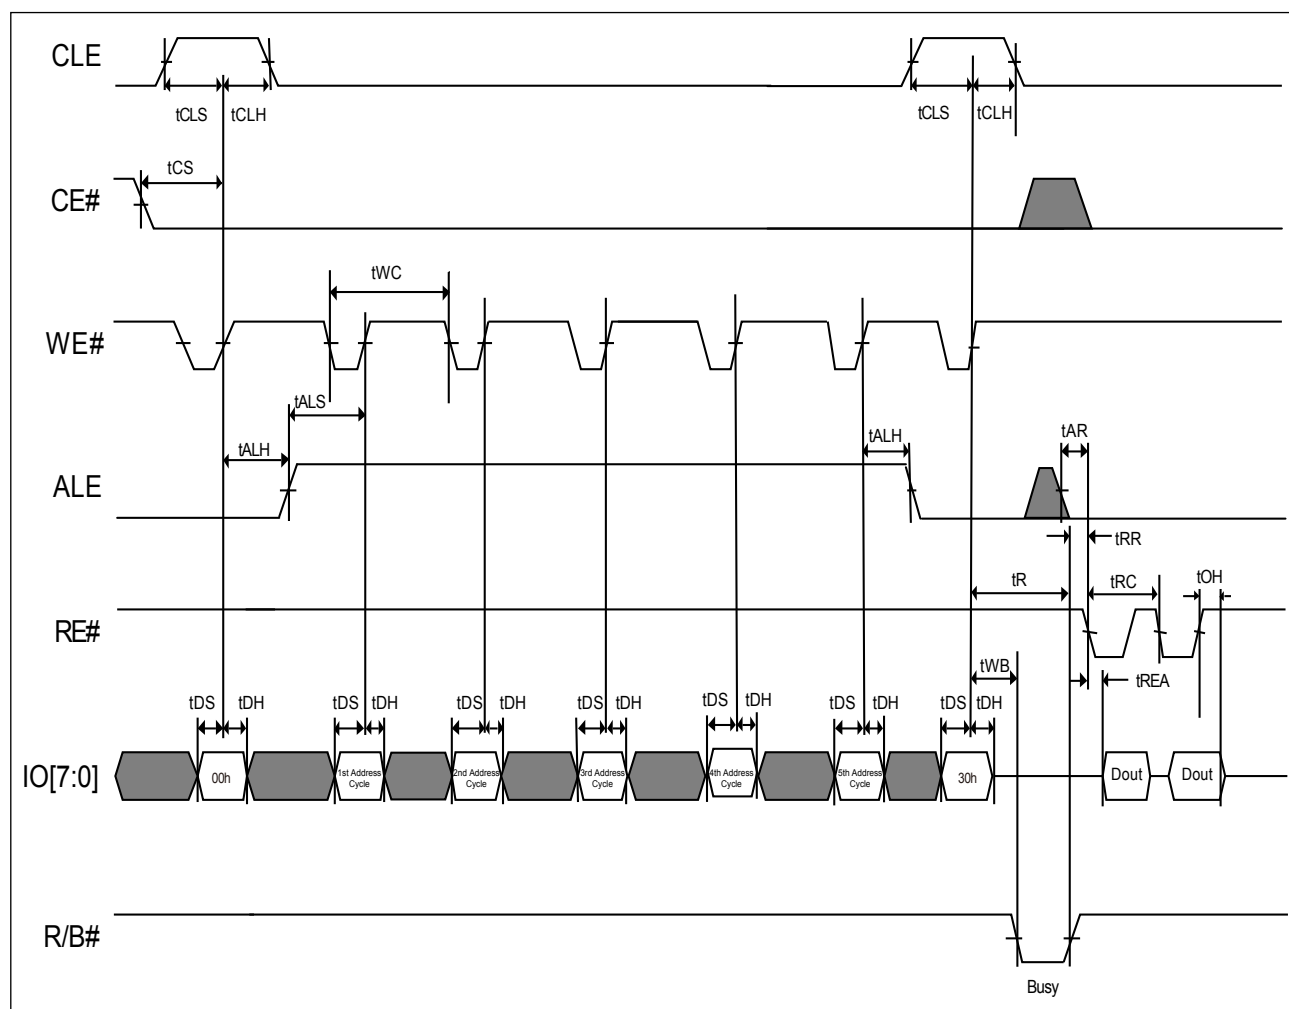 CLE
tCLS tCLH tCLS tCLH
tCS
CE#
tWC
WE#
tALS
tALH tALH tAR
ALE
tRR
tR tRC tOH
RE#
tWB tREA
tDS tDH tDS tDH tDS tDH tDS tDH tDS tDH tDS tDH tDS tDH
IO[7:0] 00h 1st Address Cycle 2nd Address Cycle 3rd Address Cycle 4th Address Cycle 5th Address Cycle 30h Dout Dout
R/B#
Busy